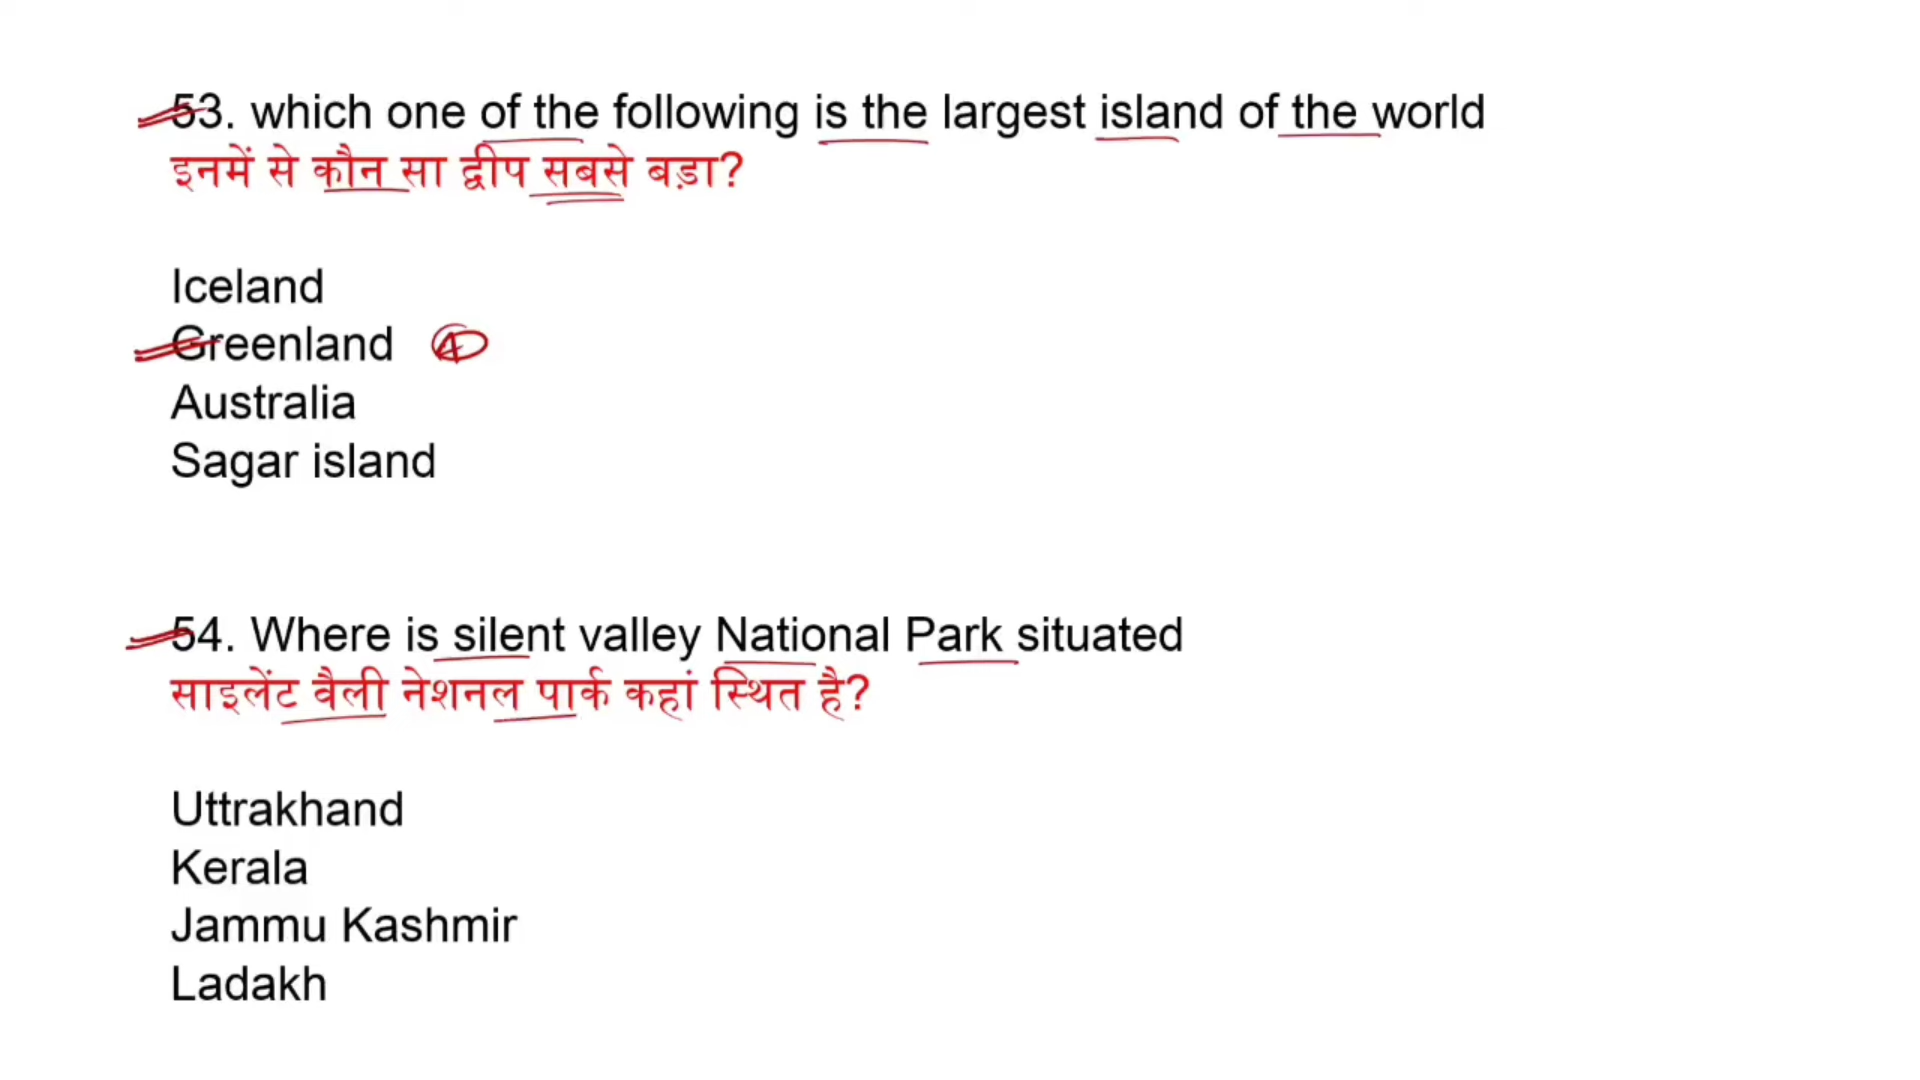 53. which one of the following is the largest island of the world
इनमें से कौन सा द्वीप सबसे बड़ा?
Iceland
Greenland
Australia
Sagar island
54. Where is silent valley National Park situated
साइलेंट वैली नेशनल पार्क कहां स्थित है?
Uttrakhand
Kerala
Jammu Kashmir
Ladakh